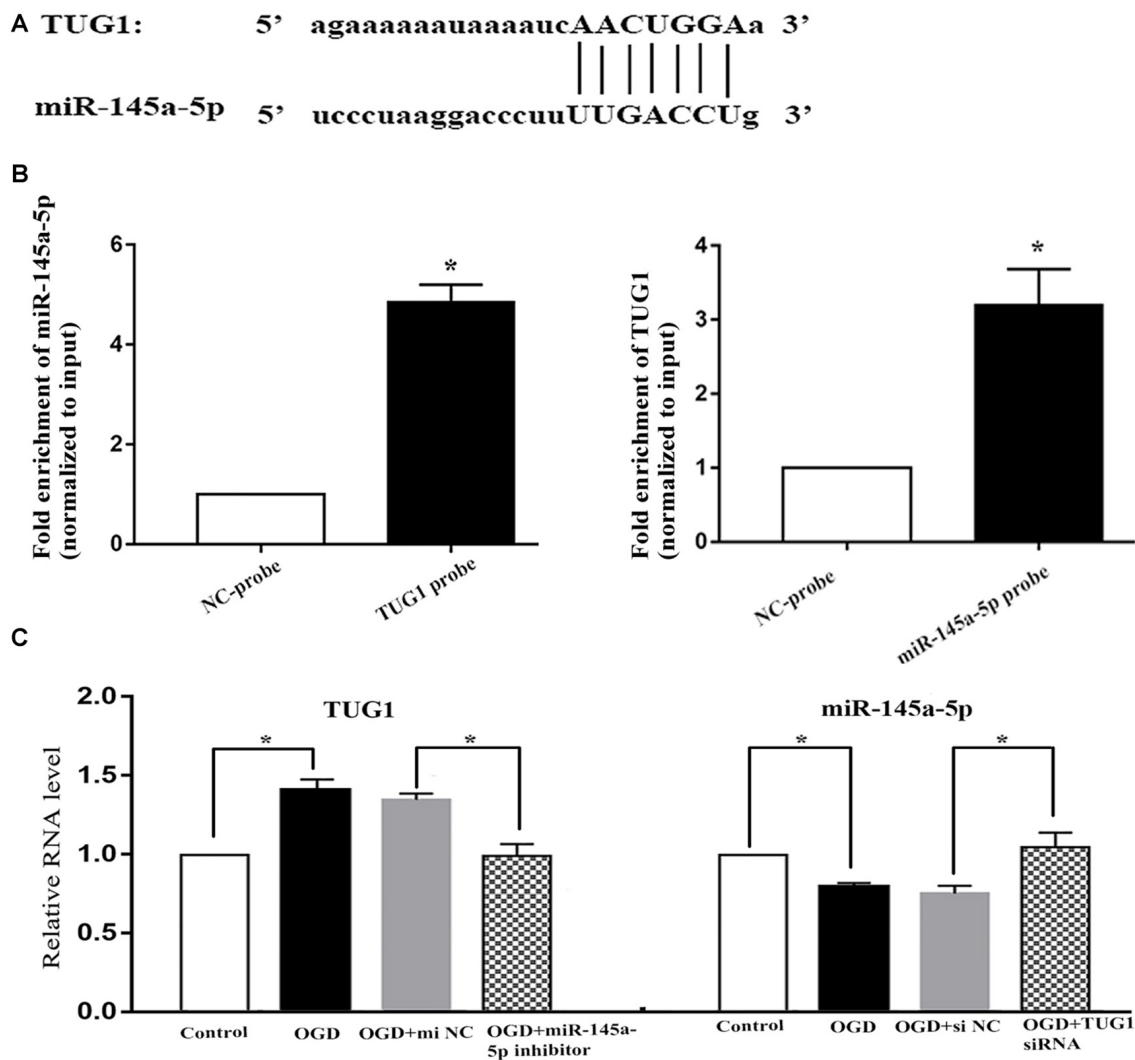 A TUG1: 5’ agaaaaaauaaaaucAACUGGAa 3’
miR-145a-5p 5’ ucccuaaggacccuuUUGACCUg 3’
B
Fold enrichment of miR-145a-5p
(normalized to input)
6
4
2
0
*
NC-probe
TUG1 probe
Fold enrichment of TUG1
(normalized to input)
4
3
2
1
0
*
NC-probe
miR-145a-5p probe
C
Relative RNA level
2.0
1.5
1.0
0.5
0.0
TUG1
*
*
Control
OGD
OGD+mi NC
OGD+miR-145a-
5p inhibitor
miR-145a-5p
*
*
Control
OGD
OGD+si NC
OGD+TUG1
siRNA